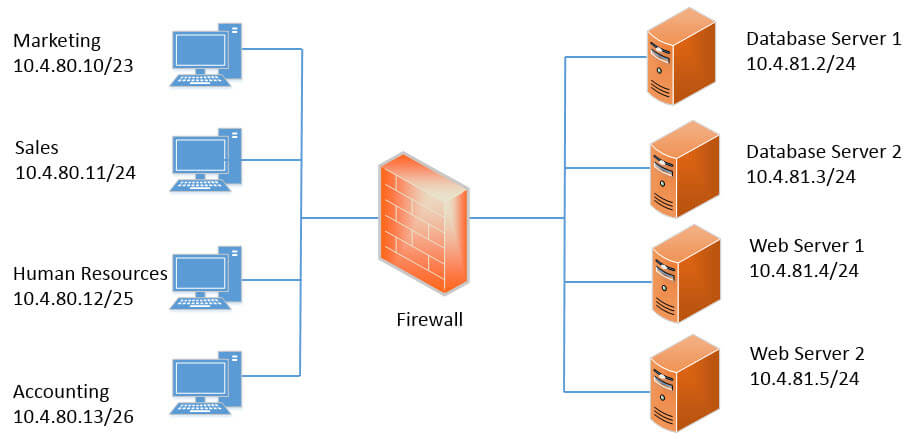 Marketing
10.4.80.10/23
Sales
10.4.80.11/24
Human Resources
10.4.80.12/25
Accounting
10.4.80.13/26
Firewall
Database Server 1
10.4.81.2/24
Database Server 2
10.4.81.3/24
Web Server 1
10.4.81.4/24
Web Server 2
10.4.81.5/24